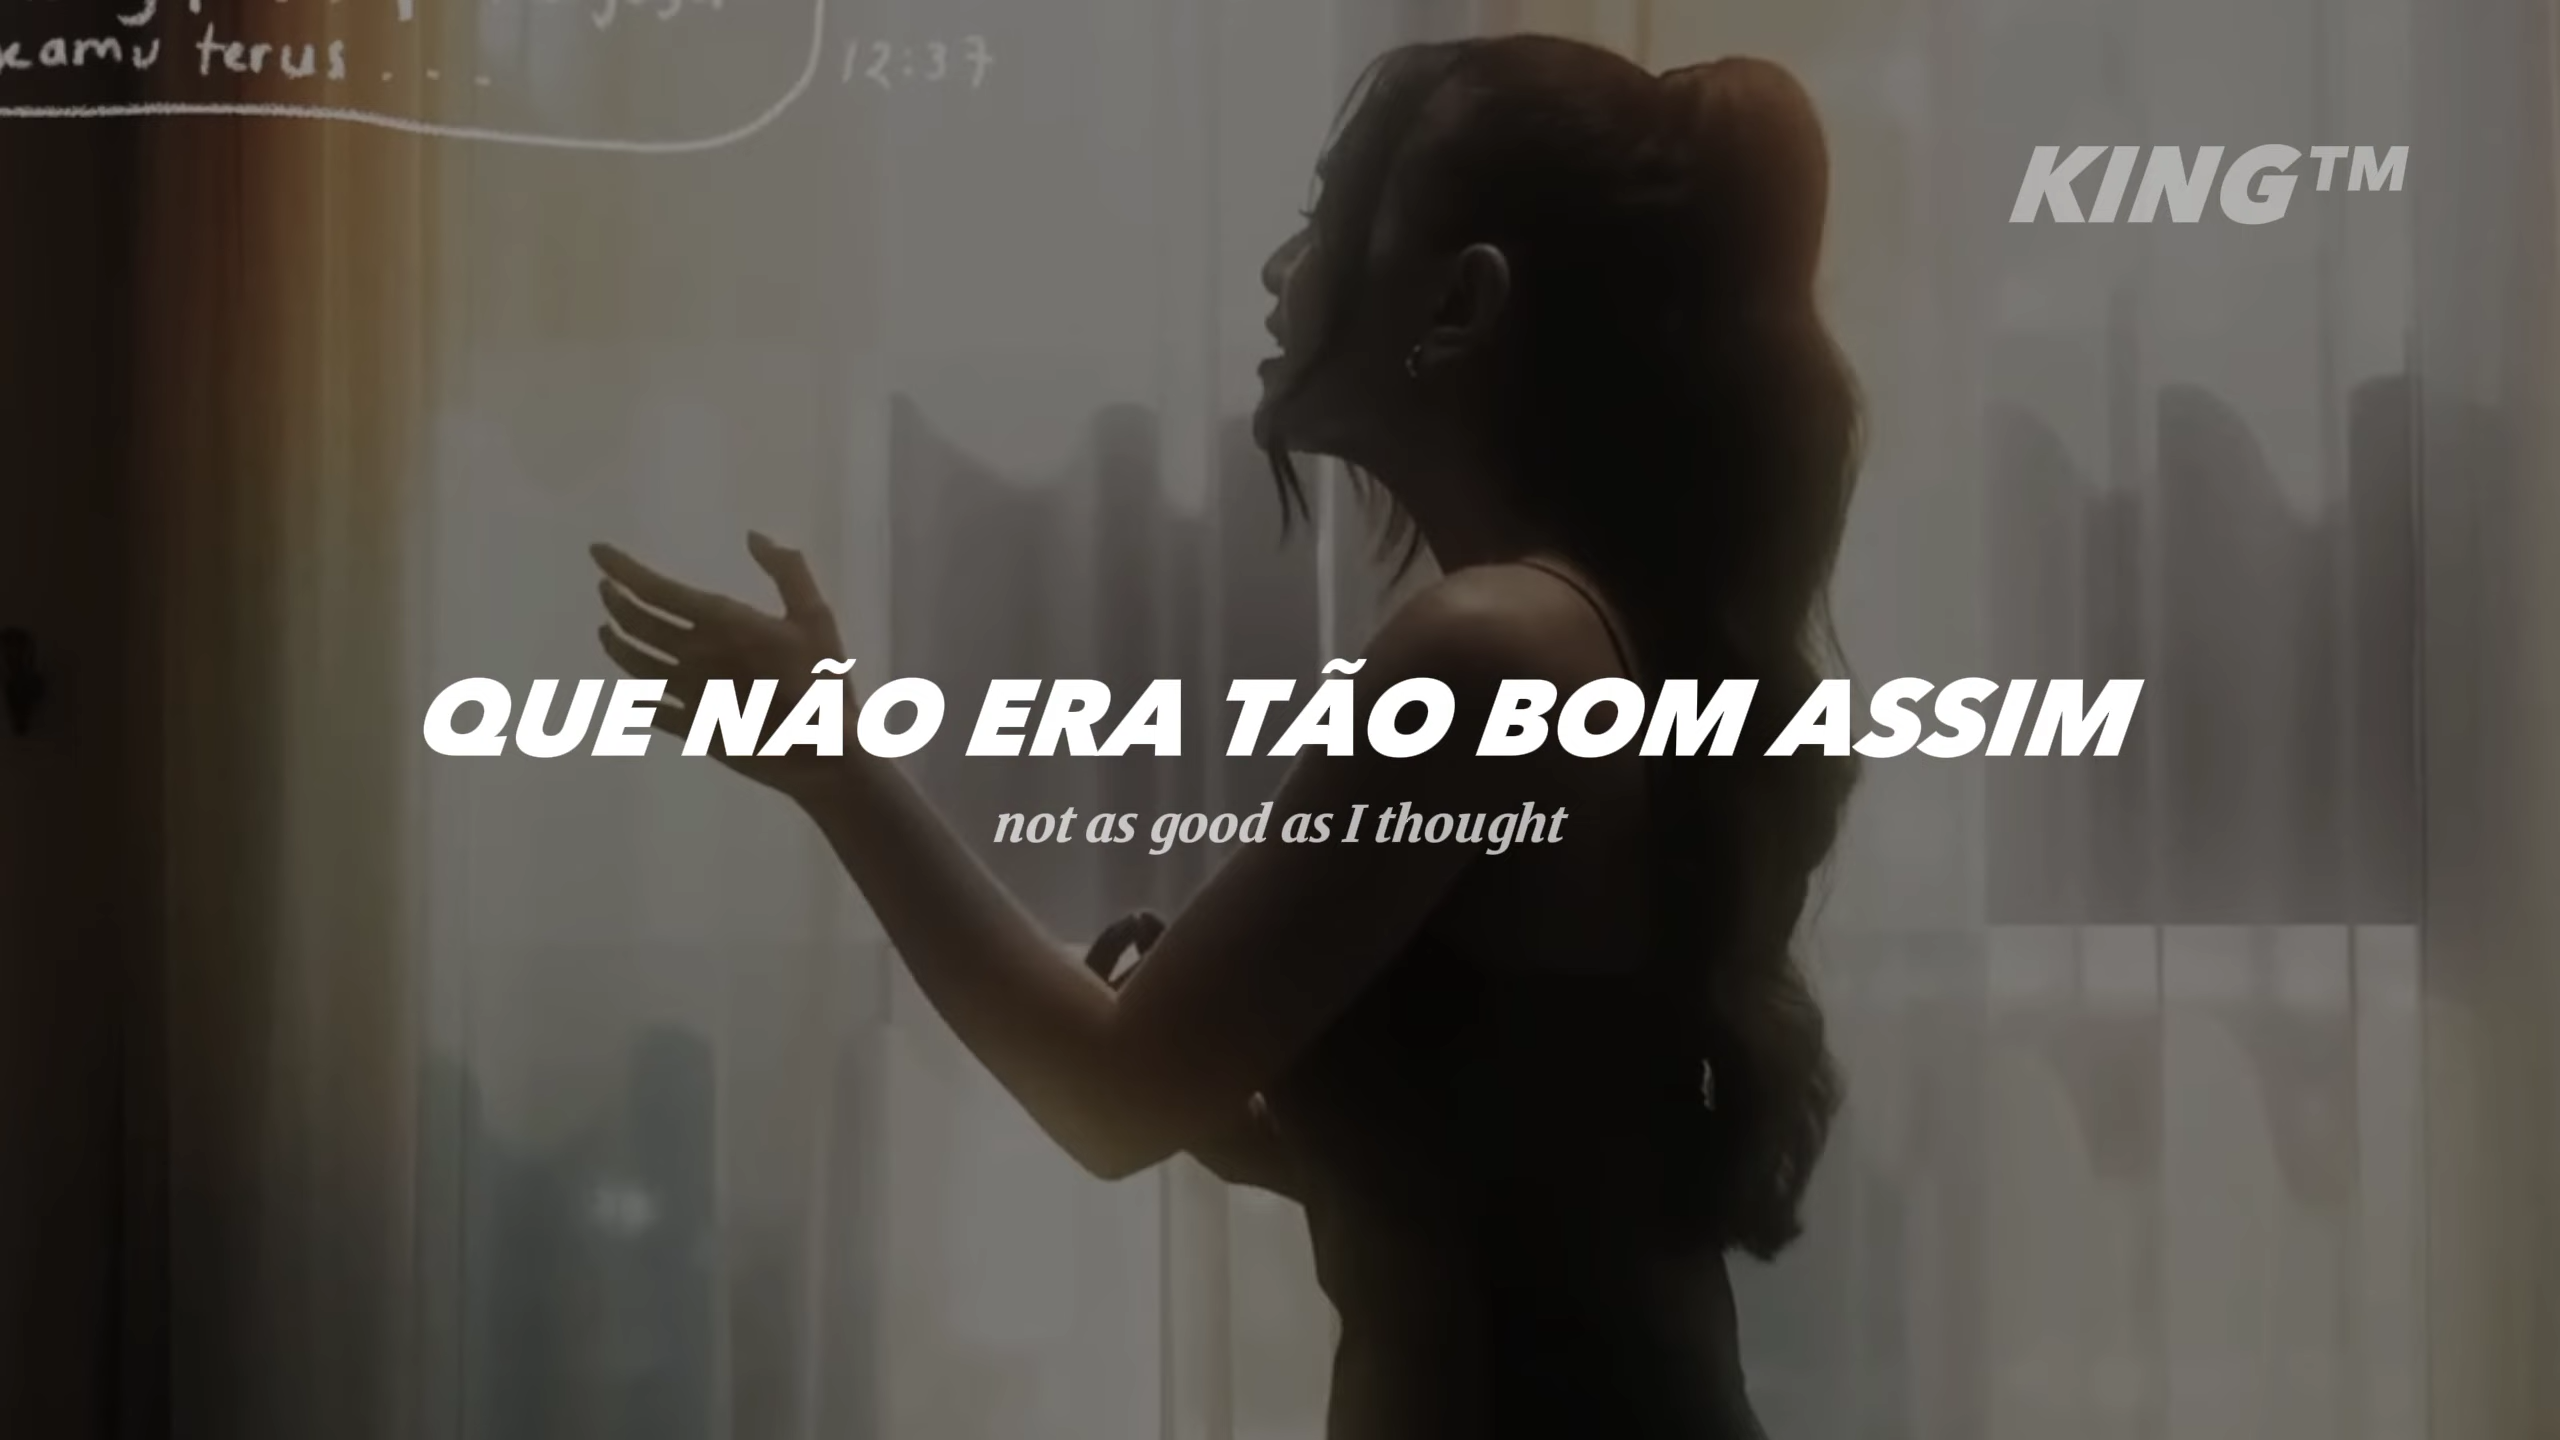 kamu terus...
12:37
KING™
QUE NÃO ERA TÃO BOM ASSIM
not as good as I thought